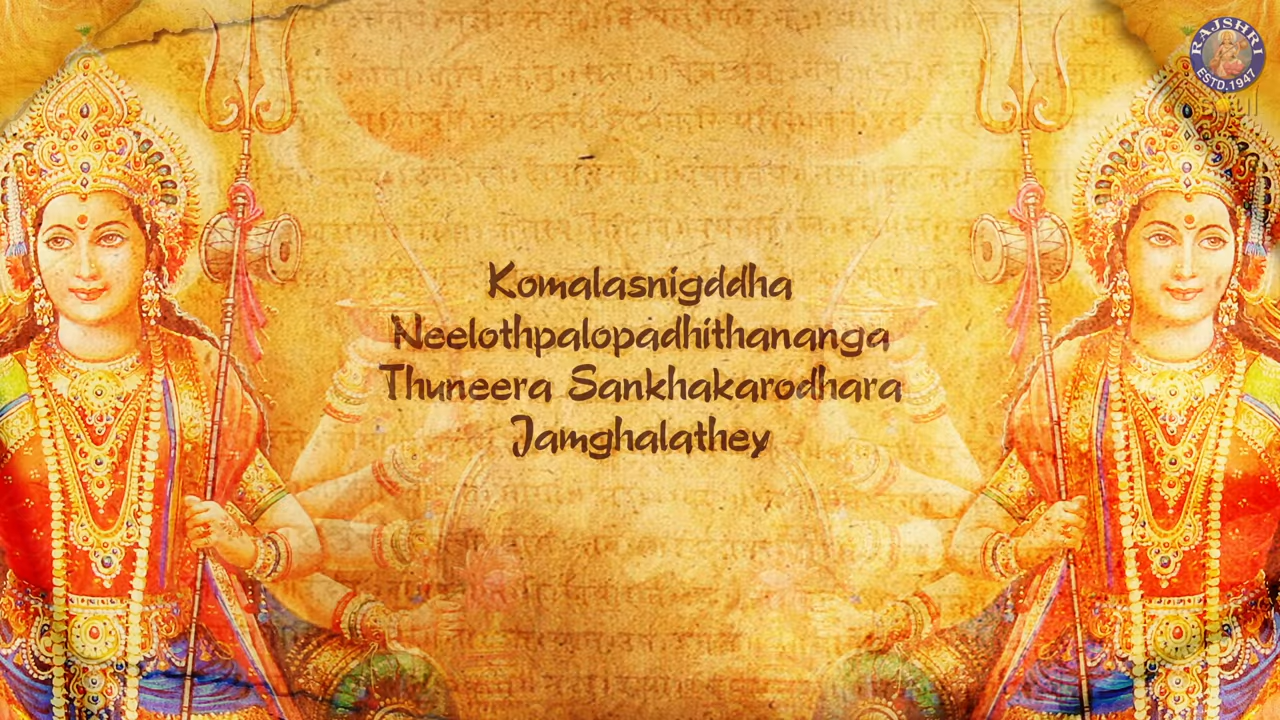 Komalasnigddha
Neelothpalopadhithananga
Thuneera Sankhakarodhara
Jamghalathey
RAJSHRI
ESTD.1947